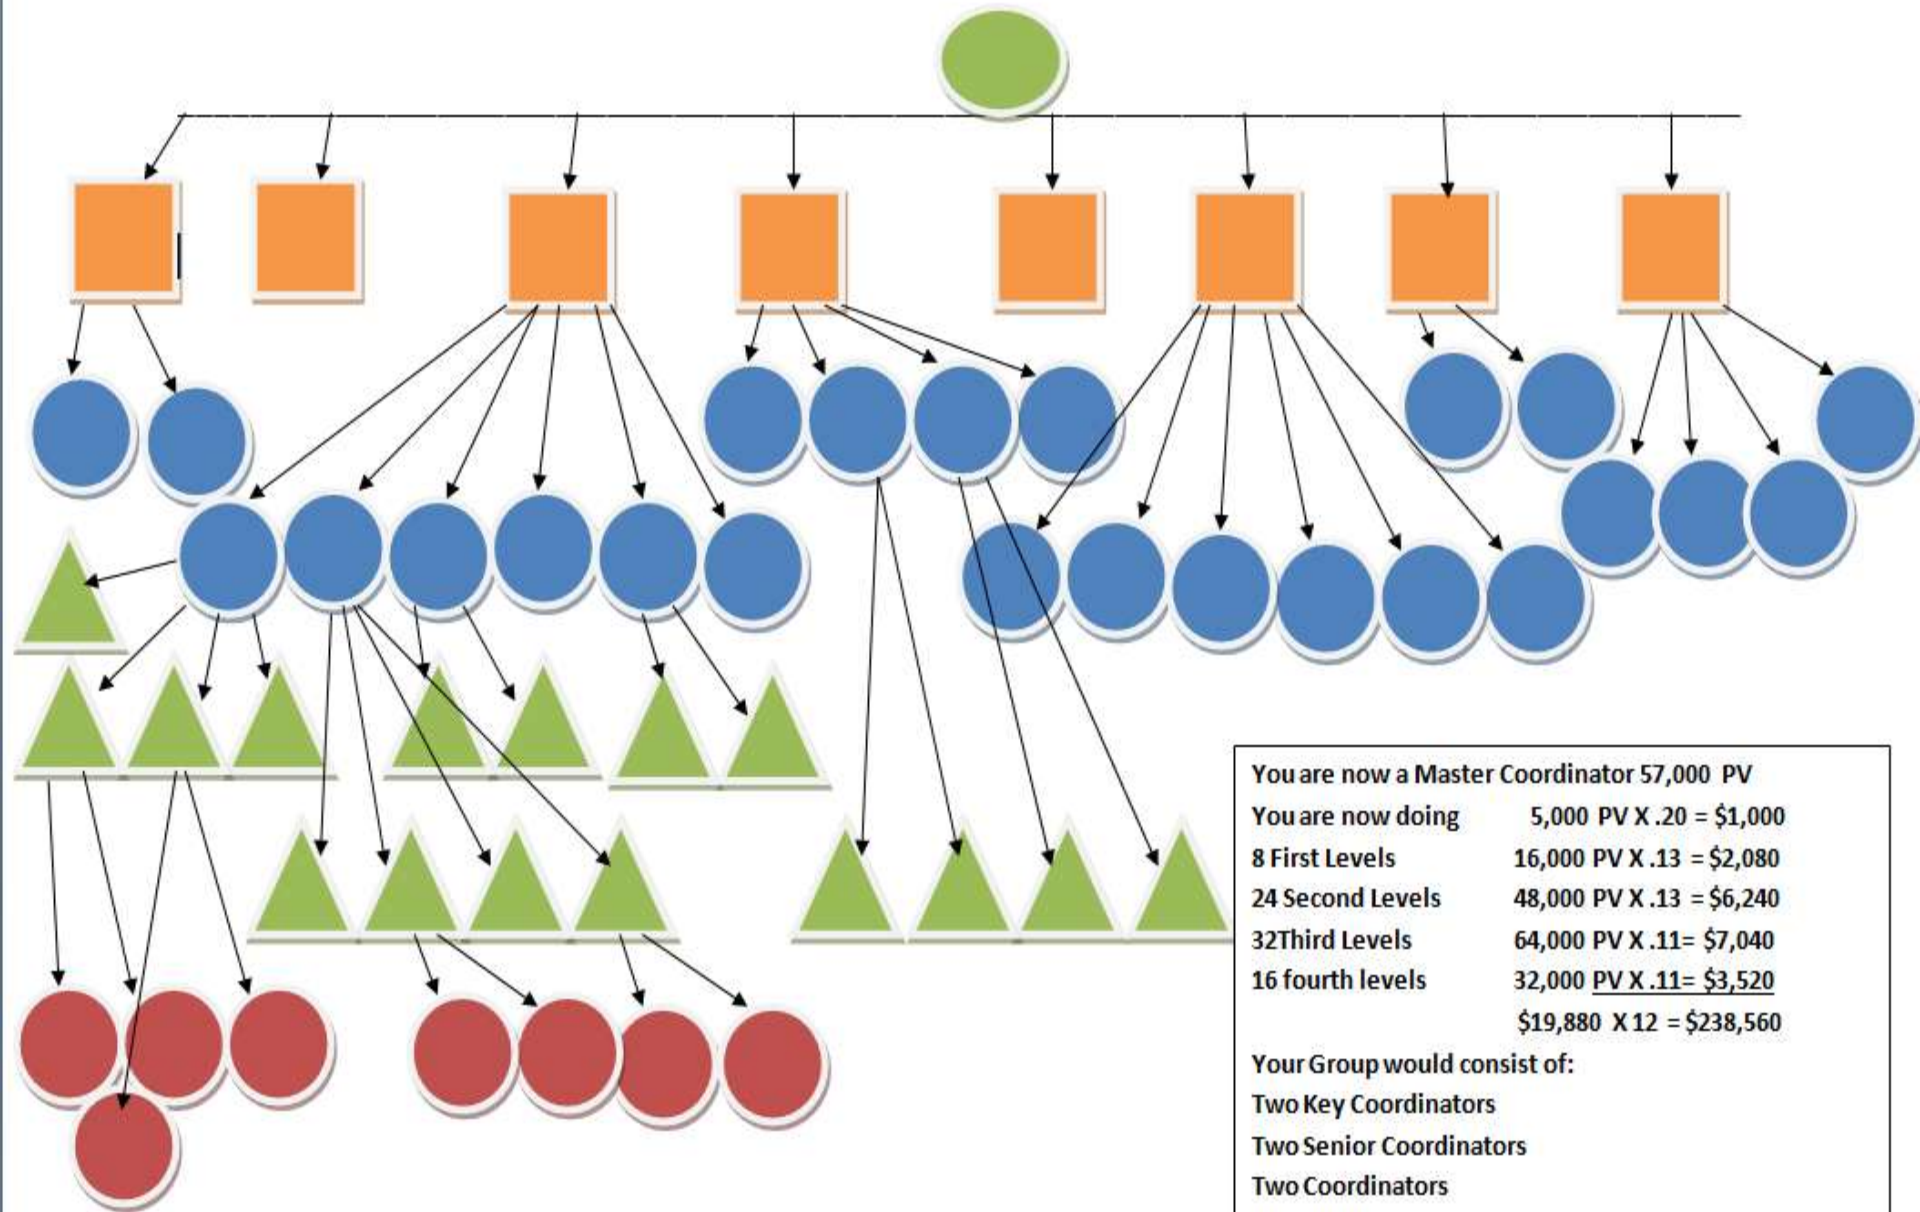 You are now a Master Coordinator 57,000 PV
You are now doing 5,000 PV X .20 = $1,000
8 First Levels 16,000 PV X .13 = $2,080
24 Second Levels 48,000 PV X .13 = $6,240
32Third Levels 64,000 PV X .11= $7,040
16 fourth levels 32,000 PV X .11= $3,520
$19,880 X 12 = $238,560
Your Group would consist of:
Two Key Coordinators
Two Senior Coordinators
Two Coordinators